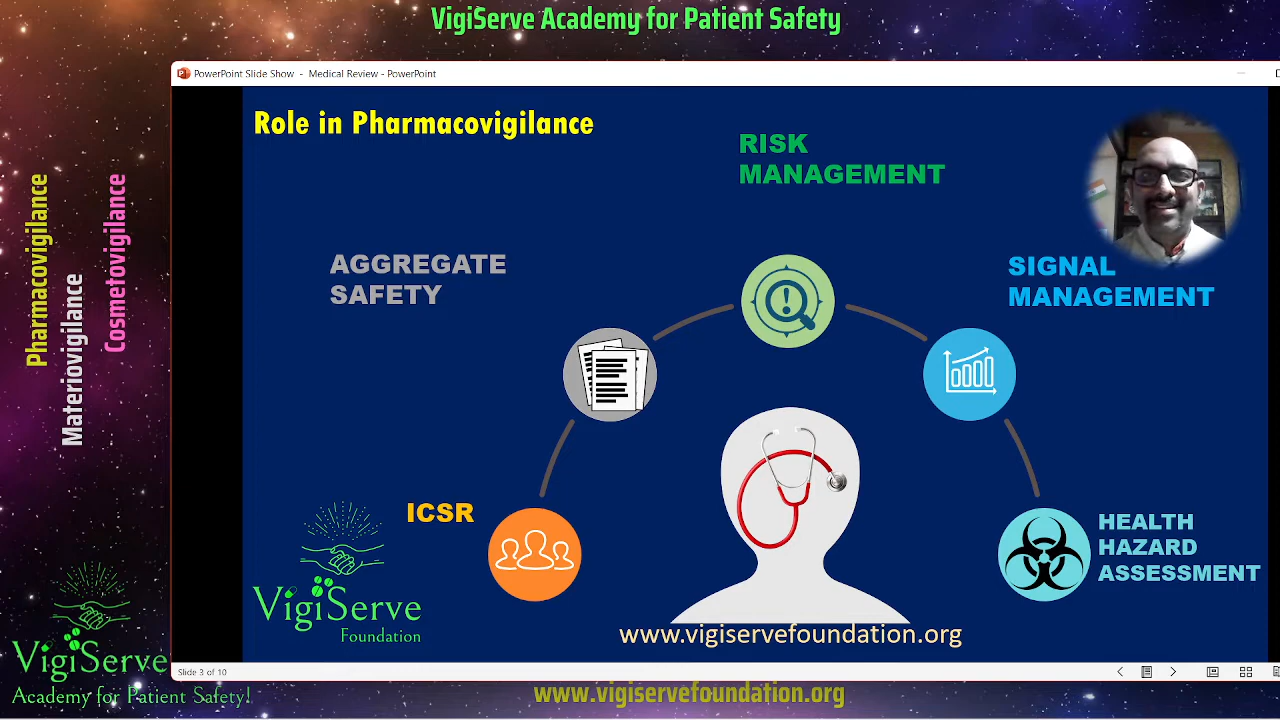 VigiServe Academy for Patient Safety
PowerPoint Slide Show - Medical Review - PowerPoint
Role in Pharmacovigilance
RISK
MANAGEMENT
AGGREGATE
SAFETY
SIGNAL
MANAGEMENT
ICSR
HEALTH
HAZARD
ASSESSMENT
VigiServe
Foundation
www.vigiservefoundation.org
Pharmacovigilance
Materiovigilance
Cosmetovigilance
VigiServe
Academy for Patient Safety!
Slide 3 of 10
www.vigiservefoundation.org